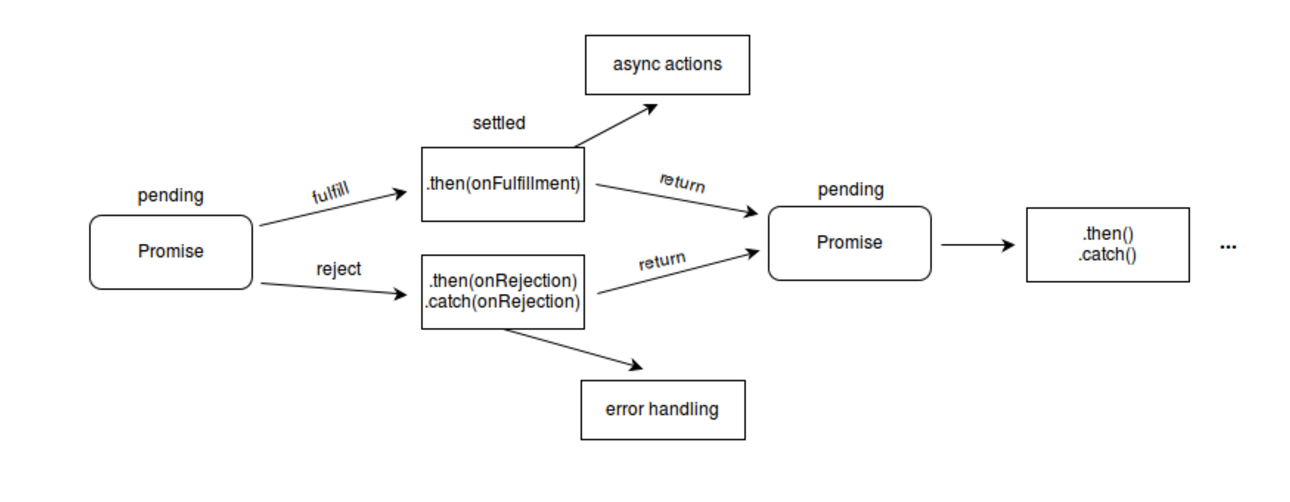 async actions
settled
.then(onFulfillment)
pending
fulfill
return
pending
Promise
reject
.then(onRejection)
.catch(onRejection)
return
Promise
.then()
.catch()
...
error handling